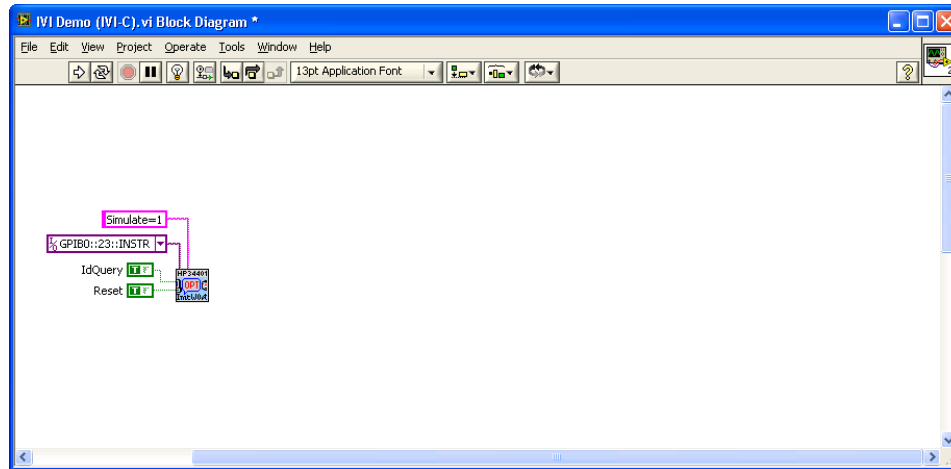 IVI Demo (IVI-C).vi Block Diagram *
File Edit View Project Operate Tools Window Help
13pt Application Font
Simulate=1
GPIB0::23::INSTR
IdQuery T F
Reset T F
HP34401
OPT